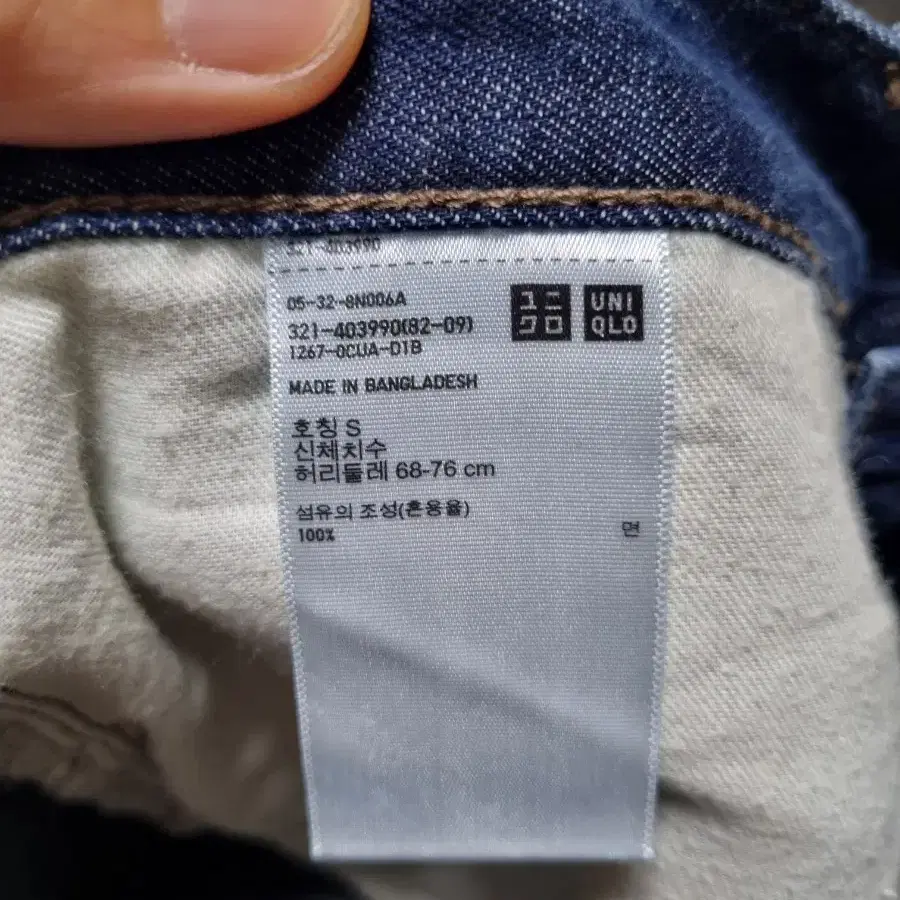 321-403990
05-32-8N006A
321-403990(82-09)
1267-0CUA-D1B
ユニ
クロ
UNI
QLO
MADE IN BANGLADESH
호칭 S
신체치수
허리둘레 68-76 cm
섬유의 조성(혼용율)
100% 면